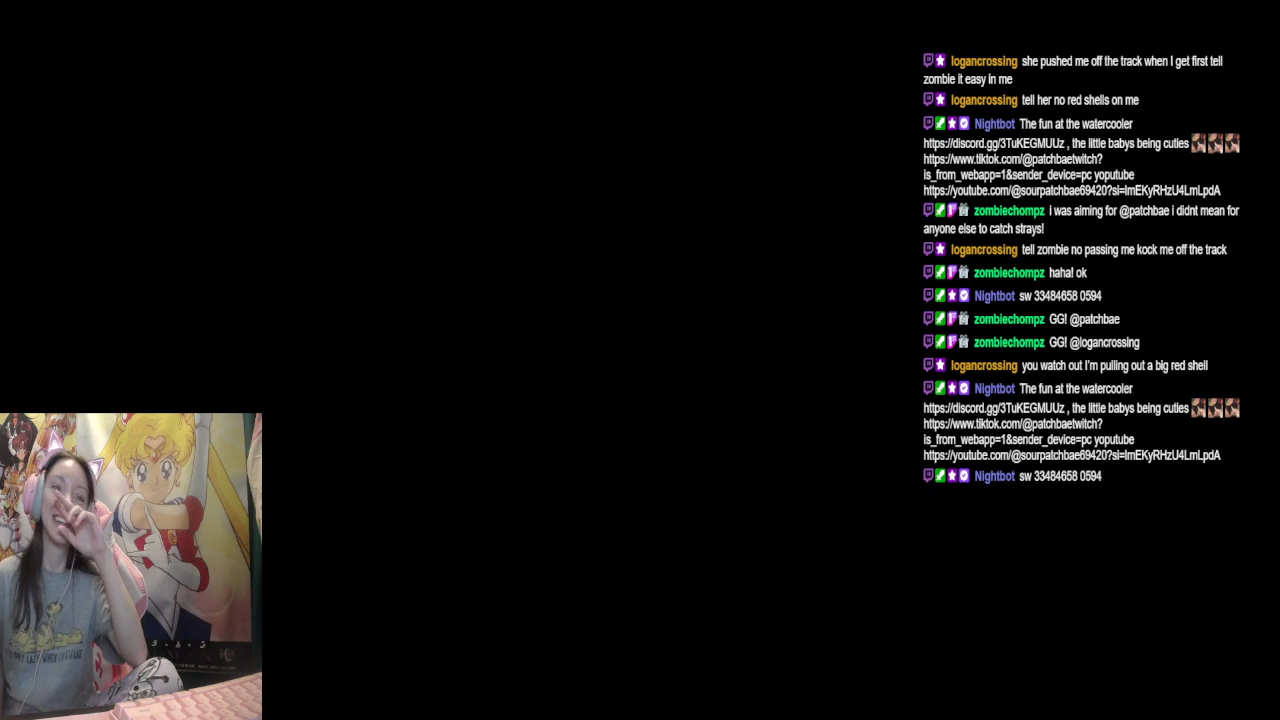 logancrossing she pushed me off the track when I get first tell
zombie it easy in me
logancrossing tell her no red shells on me
Nightbot The fun at the watercooler
https://discord.gg/3TuKEGMUUz , the little babys being cuties
https://www.tiktok.com/@patchbaetwitch?
is_from_webapp=1&sender_device=pc yoputube
https://youtube.com/@sourpatchbae69420?si=lmEKyRHzU4LmLpdA
zombiechompz i was aiming for @patchbae i didnt mean for
anyone else to catch strays!
logancrossing tell zombie no passing me kock me off the track
zombiechompz haha! ok
Nightbot sw 33484658 0594
zombiechompz GG! @patchbae
zombiechompz GG! @logancrossing
logancrossing you watch out I'm pulling out a big red shell
Nightbot The fun at the watercooler
https://discord.gg/3TuKEGMUUz , the little babys being cuties
https://www.tiktok.com/@patchbaetwitch?
is_from_webapp=1&sender_device=pc yoputube
https://youtube.com/@sourpatchbae69420?si=lmEKyRHzU4LmLpdA
Nightbot sw 33484658 0594